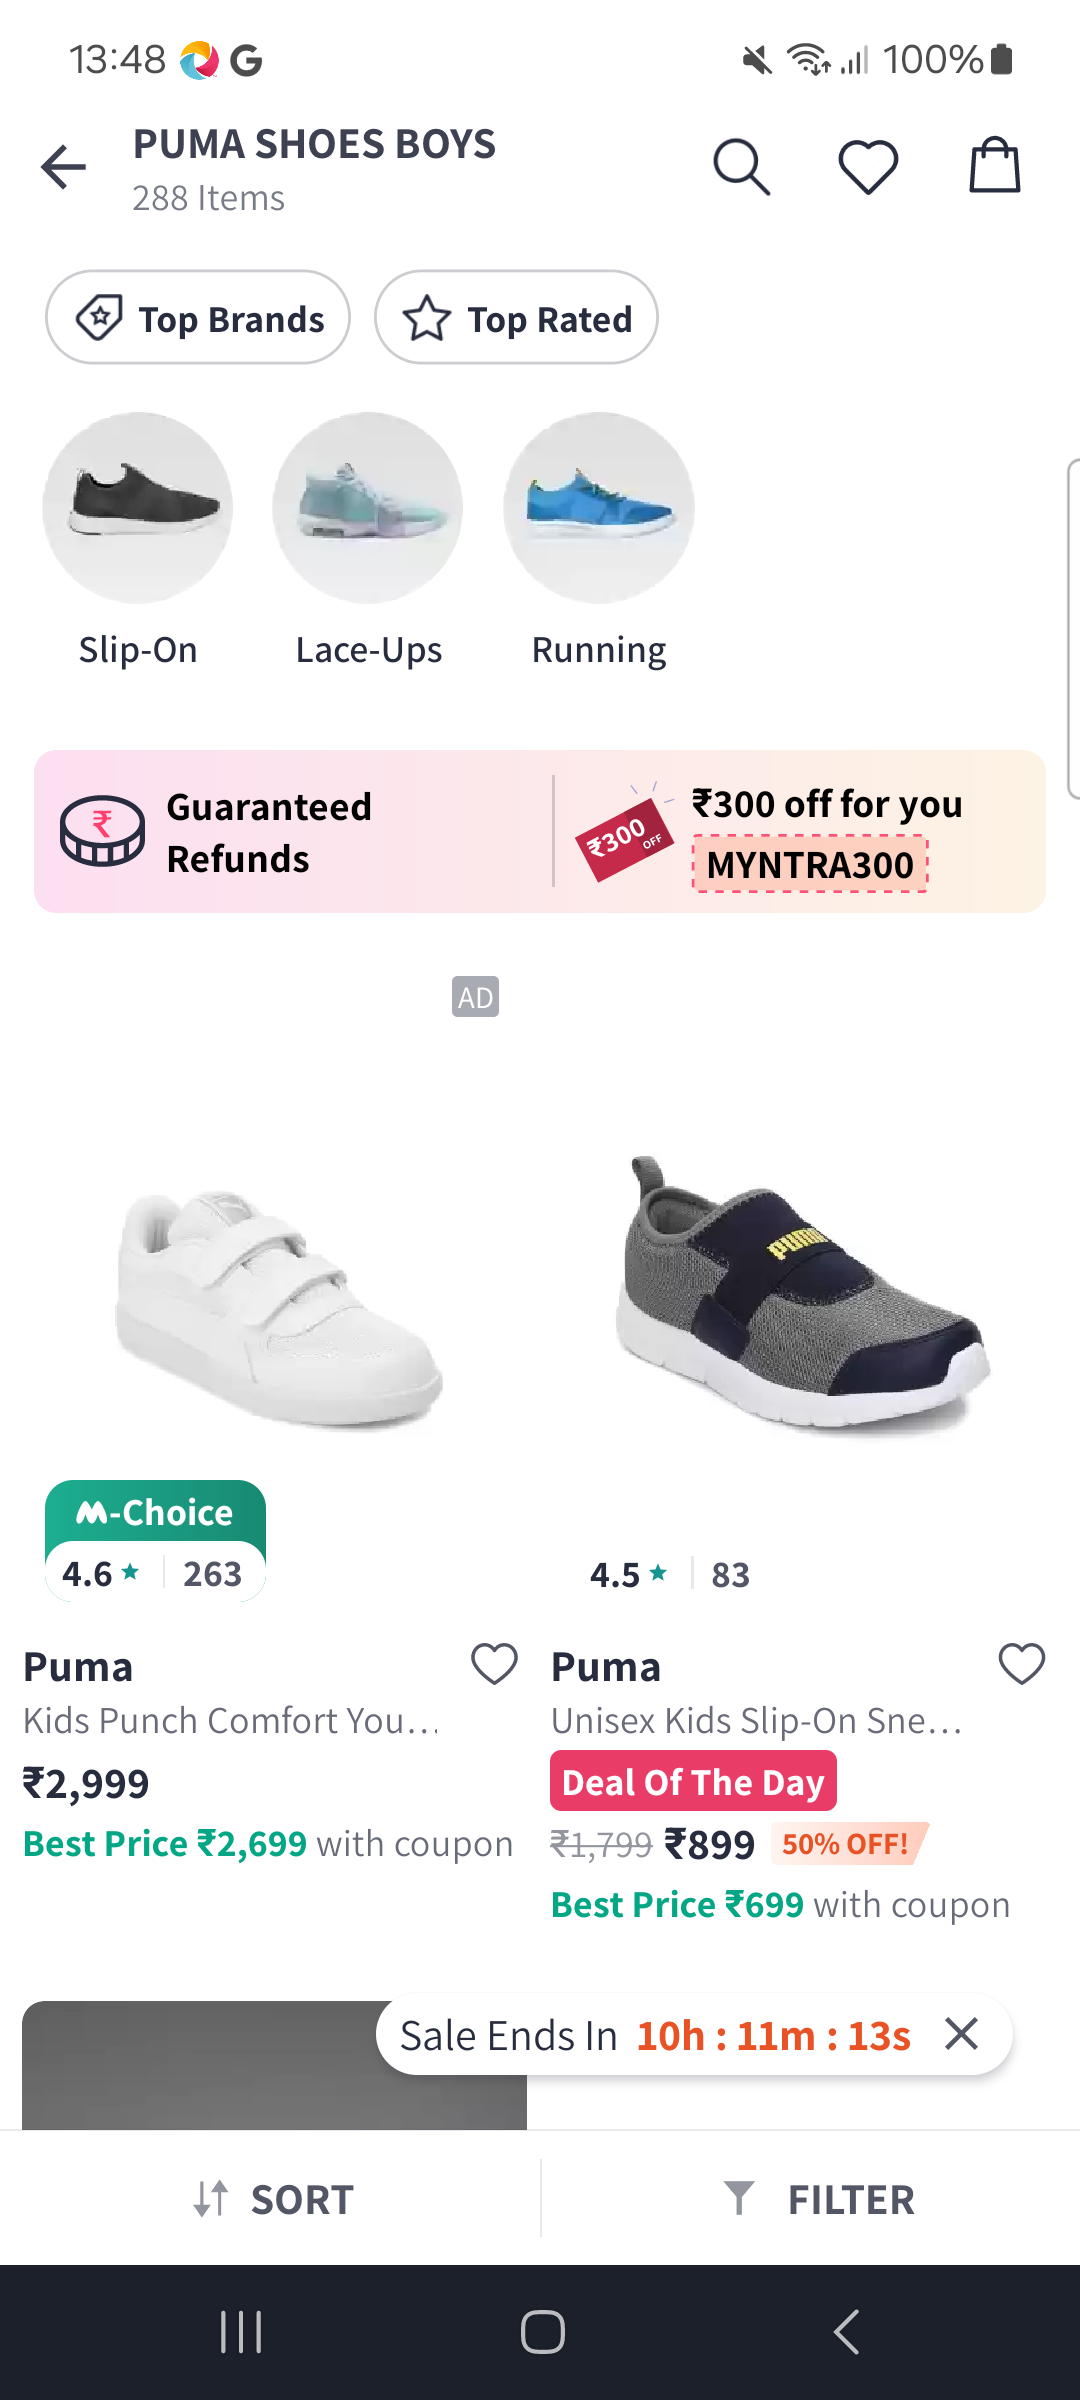 13:48 G 100%
PUMA SHOES BOYS
288 Items
Top Brands
Top Rated
Slip-On
Lace-Ups
Running
Guaranteed
Refunds
₹
₹300 OFF
₹300 off for you
MYNTRA300
AD
PUMA
M-Choice
4.6 ★ | 263
4.5 ★ | 83
Puma
Kids Punch Comfort You...
₹2,999
Best Price ₹2,699 with coupon
Puma
Unisex Kids Slip-On Sne...
Deal Of The Day
₹1,799 ₹899 50% OFF!
Best Price ₹699 with coupon
Sale Ends In 10h : 11m : 13s
SORT
FILTER